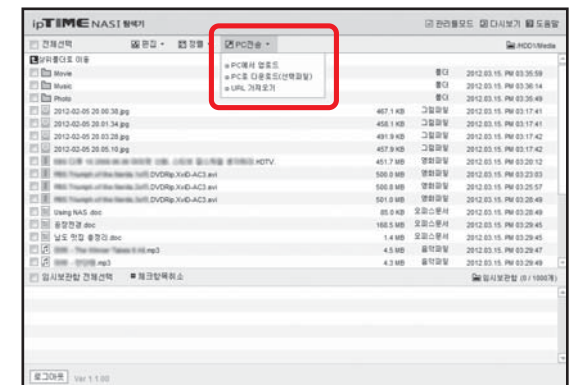 ipTIME NAS1 탐색기
관리툴모드 다시보기 도움말
전체선택 편집 정렬 PC전송 /HDD1/Media
상위폴더로 이동
PC에서 업로드
PC로 다운로드(선택파일)
URL 가져오기
Movie 폴더 2012.03.15. PM 03:35:59
Music 폴더 2012.03.15. PM 03:36:14
Photo 폴더 2012.03.15. PM 03:35:49
2012-02-05 20.00.38.jpg 467.1 KB 그림파일 2012.03.15. PM 03:17:41
2012-02-05 20.01.34.jpg 458.1 KB 그림파일 2012.03.15. PM 03:17:41
2012-02-05 20.03.28.jpg 491.9 KB 그림파일 2012.03.15. PM 03:17:42
2012-02-05 20.05.10.jpg 457.9 KB 그림파일 2012.03.15. PM 03:17:42
HDTV. 451.7 MB 영화파일 2012.03.15. PM 03:20:12
DVDRip.XviD-AC3.avi 500.0 MB 영화파일 2012.03.15. PM 03:23:03
DVDRip.XviD-AC3.avi 500.0 MB 영화파일 2012.03.15. PM 03:25:57
DVDRip.XviD-AC3.avi 501.0 MB 영화파일 2012.03.15. PM 03:28:49
Using NAS .doc 85.0 KB 오피스문서 2012.03.15. PM 03:28:49
응장전경.doc 168.5 MB 오피스문서 2012.03.15. PM 03:29:45
남도 맛집 총정리.doc 1.4 MB 오피스문서 2012.03.15. PM 03:29:45
.mp3 4.5 MB 음악파일 2012.03.15. PM 03:29:47
.mp3 4.3 MB 음악파일 2012.03.15. PM 03:29:49
임시보관함 전체선택 체크항목취소 임시보관함 (0 / 1000개)
로그아웃 Ver 1.1.00